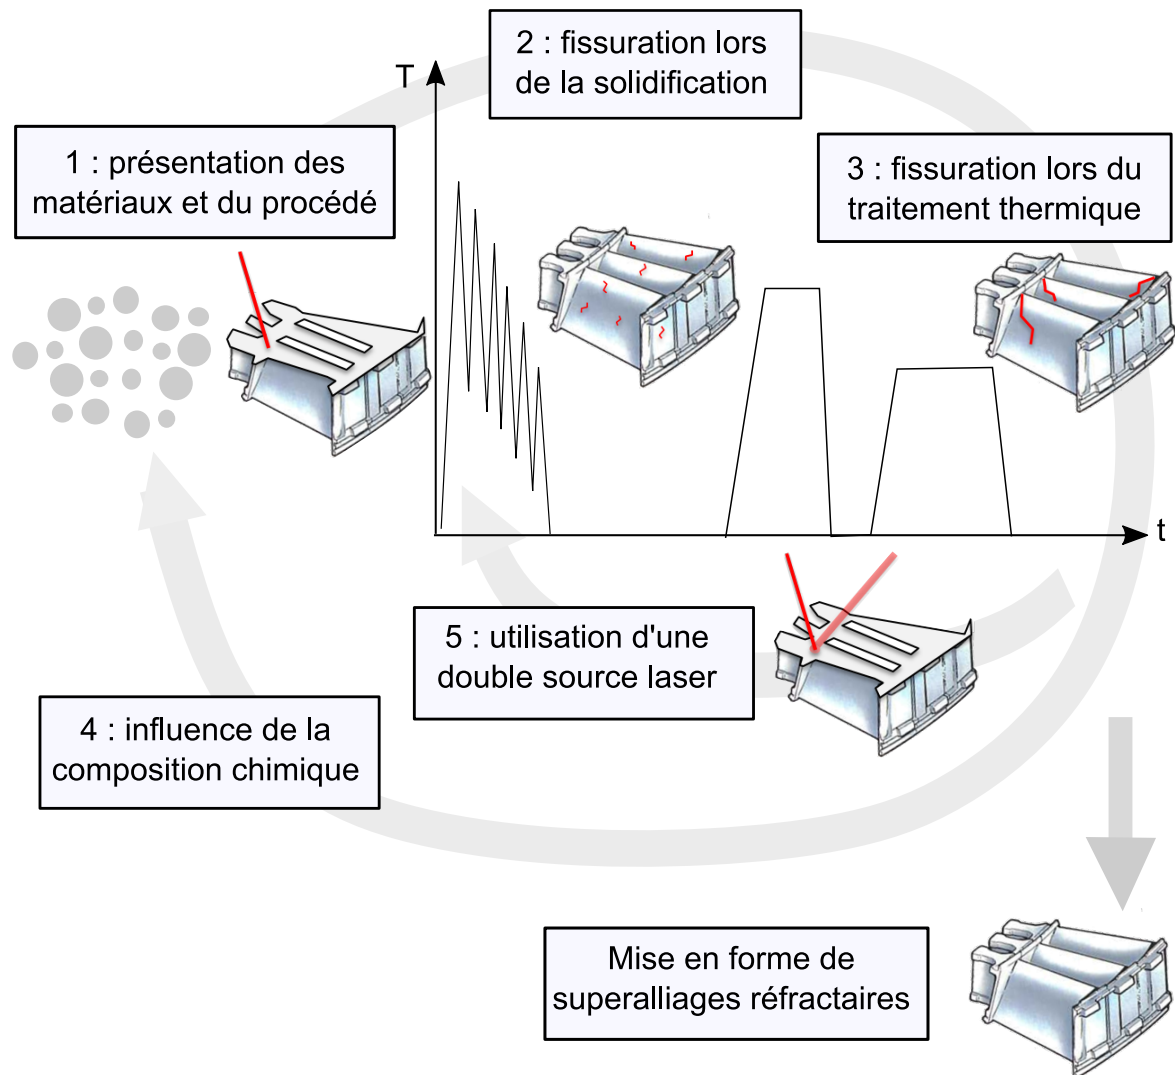 2 : fissuration lors
de la solidification
T
1 : présentation des
matériaux et du procédé
3 : fissuration lors du
traitement thermique
t
5 : utilisation d'une
double source laser
4 : influence de la
composition chimique
Mise en forme de
superalliages réfractaires